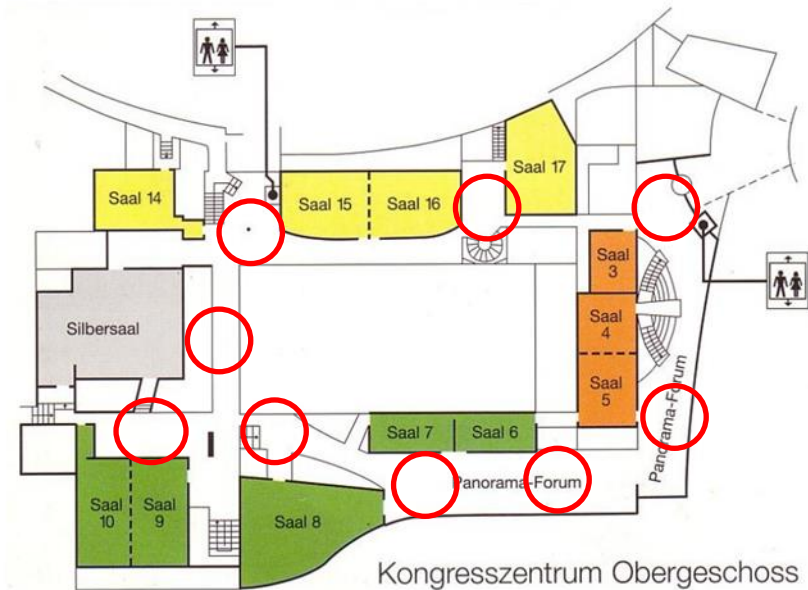 Saal 17
Saal 14
Saal 15
Saal 16
Saal
3
Silbersaal
Saal
4
Saal
5
Panorama-Forum
Saal 7
Saal 6
Panorama-Forum
Saal
10
Saal
9
Saal 8
Kongresszentrum Obergeschoss